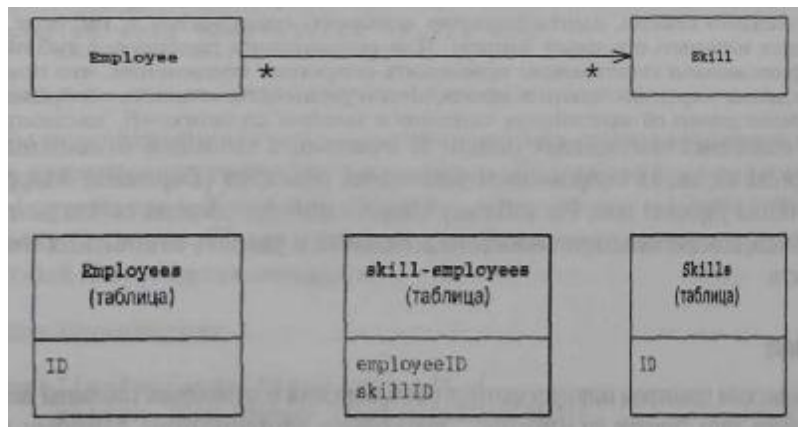 Employee
Skill
*
*
Employees
(таблица)
skill-employees
(таблица)
Skills
(таблица)
ID
employeeID
skillID
ID